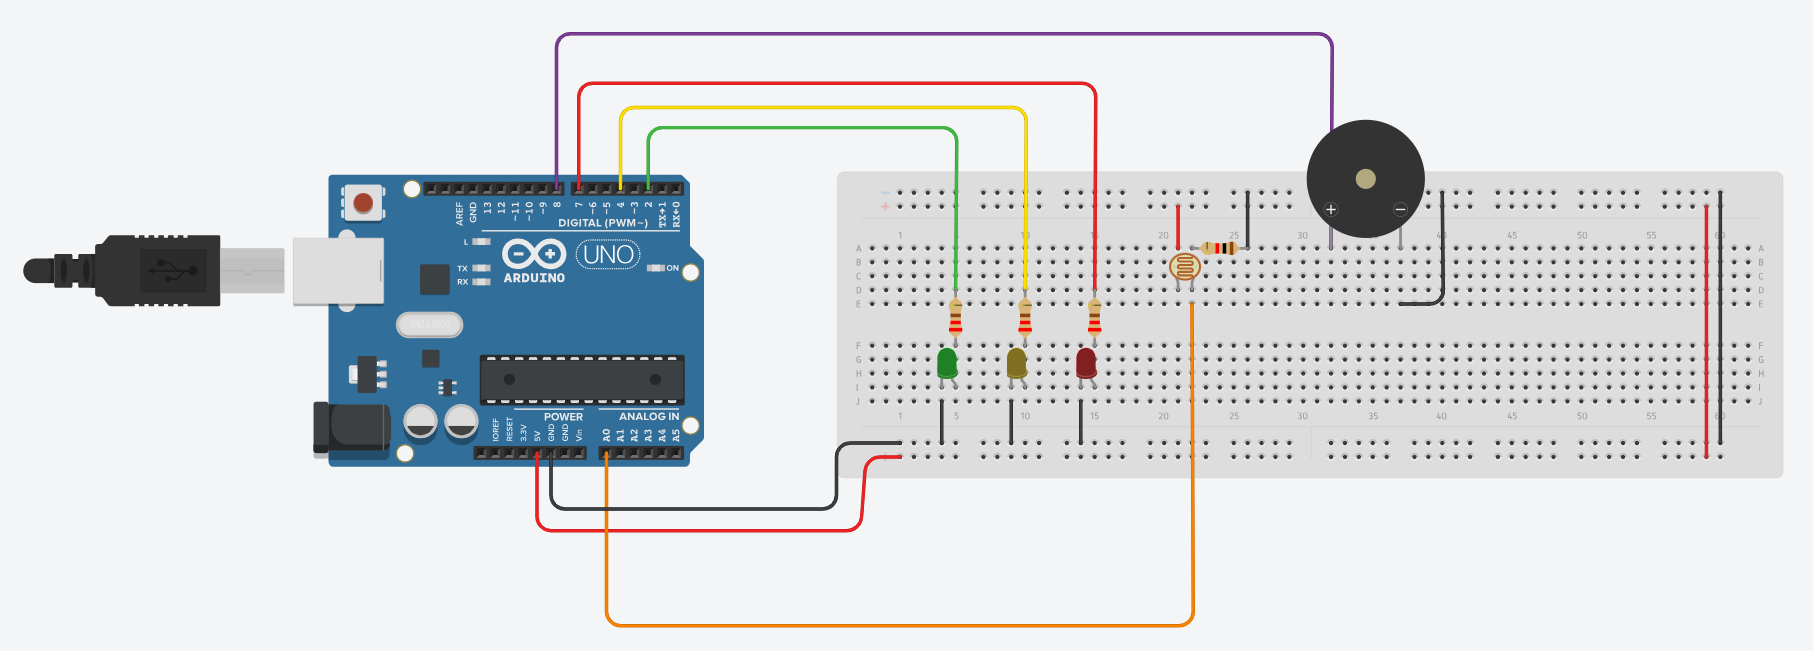 AREF
GND
13
12
~11
~10
~9
8
7
~6
~5
4
~3
2
TX→1
RX←0
DIGITAL (PWM~)
L
TX
RX
ON
UNO
ARDUINO
POWER
ANALOG IN
IOREF
RESET
3.3V
5V
GND
GND
Vin
A0
A1
A2
A3
A4
A5
− 
+
+
−
1 10 15 20 25 30 35 40 45 50 55 60
A A
B B
C C
D D
E E
F F
G G
H H
I I
J J
1 5 10 15 20 25 30 35 40 45 50 55 60